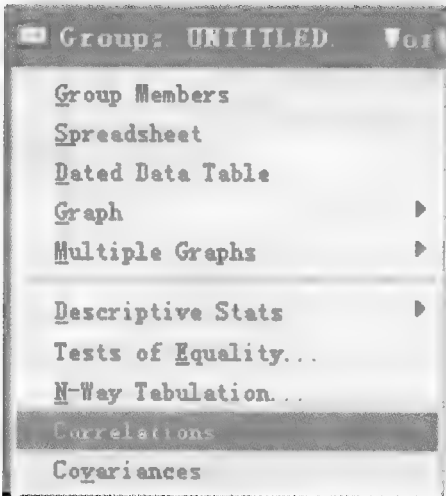 Group: UNTITLED
Group Members
Spreadsheet
Dated Data Table
Graph
Multiple Graphs
Descriptive Stats
Tests of Equality...
N-Way Tabulation...
Correlations
Covariances